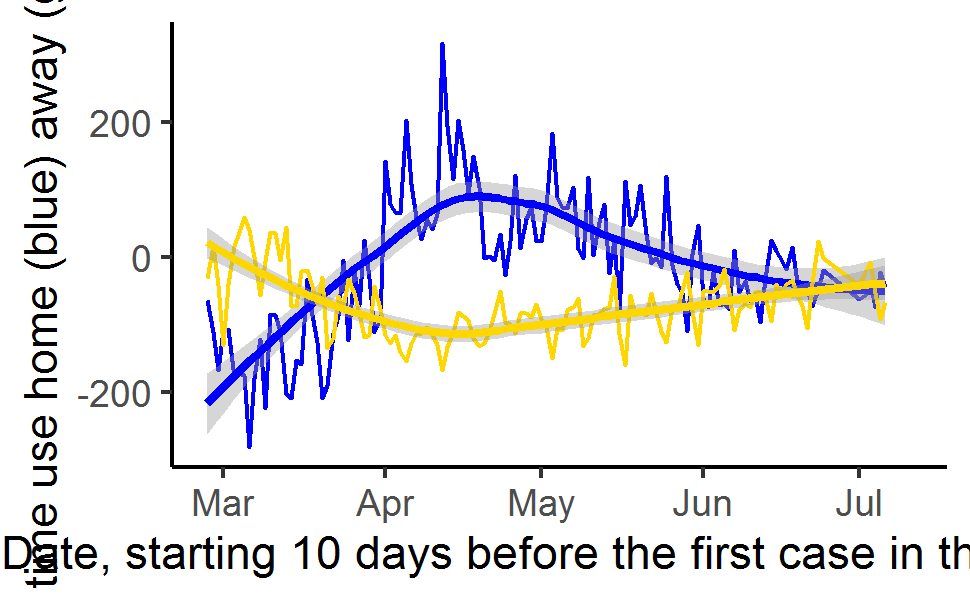 time use home (blue) away (
200
0
-200
Mar Apr May Jun Jul
Date, starting 10 days before the first case in th